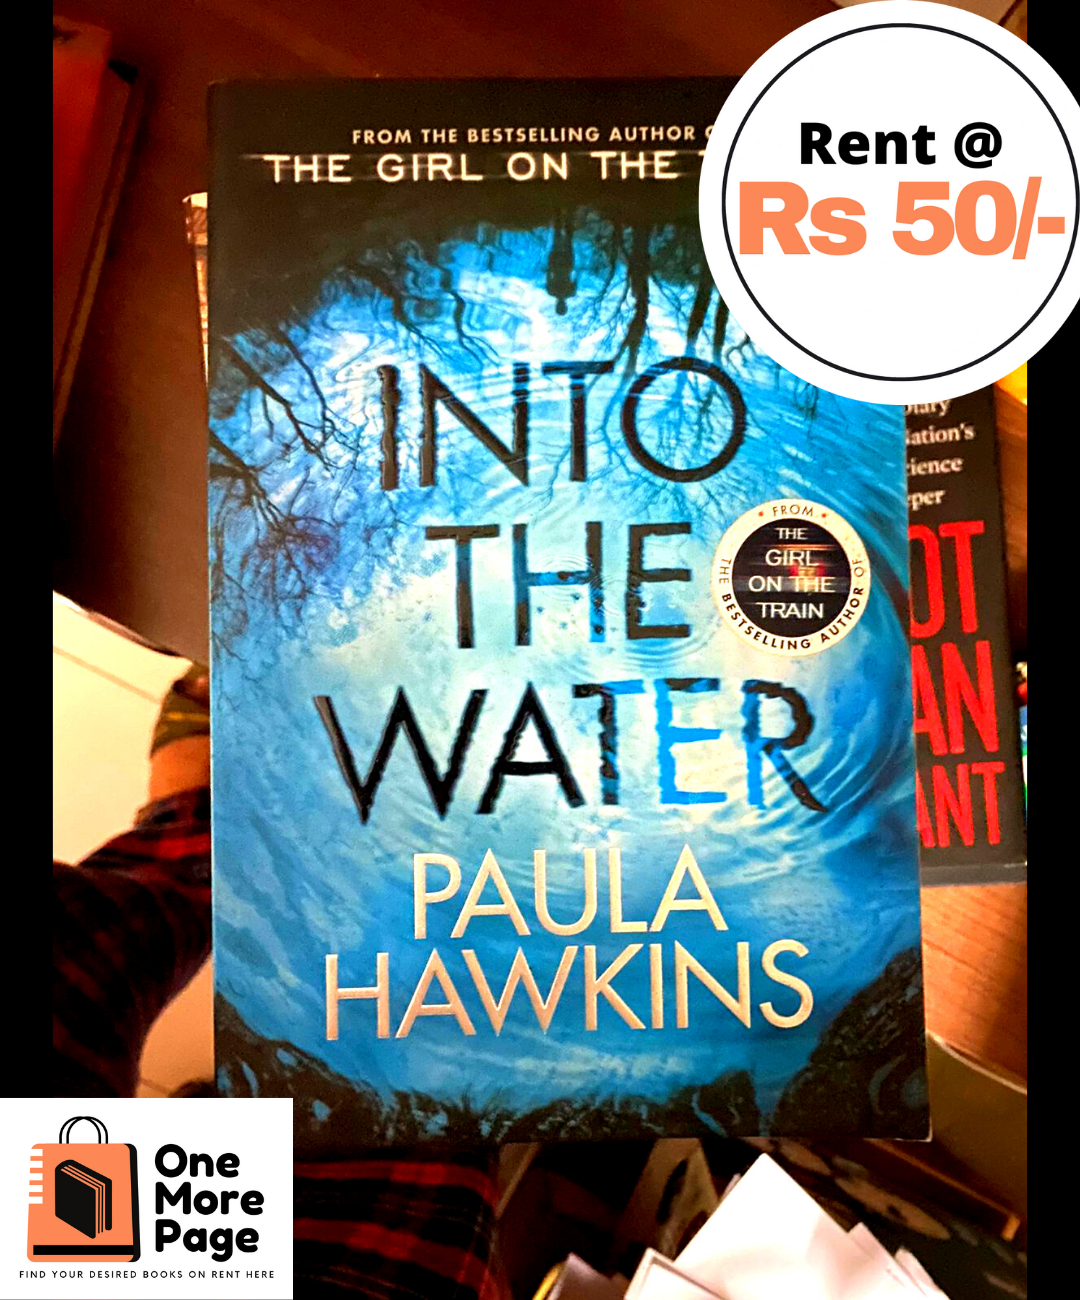 FROM THE BESTSELLING AUTHOR
THE GIRL ON THE
Rent @
Rs 50/-
INTO
THE
WATER
FROM
THE
GIRL
ON THE
TRAIN
THE BESTSELLING AUTHOR OF
PAULA
HAWKINS
One
More
Page
FIND YOUR DESIRED BOOKS ON RENT HERE